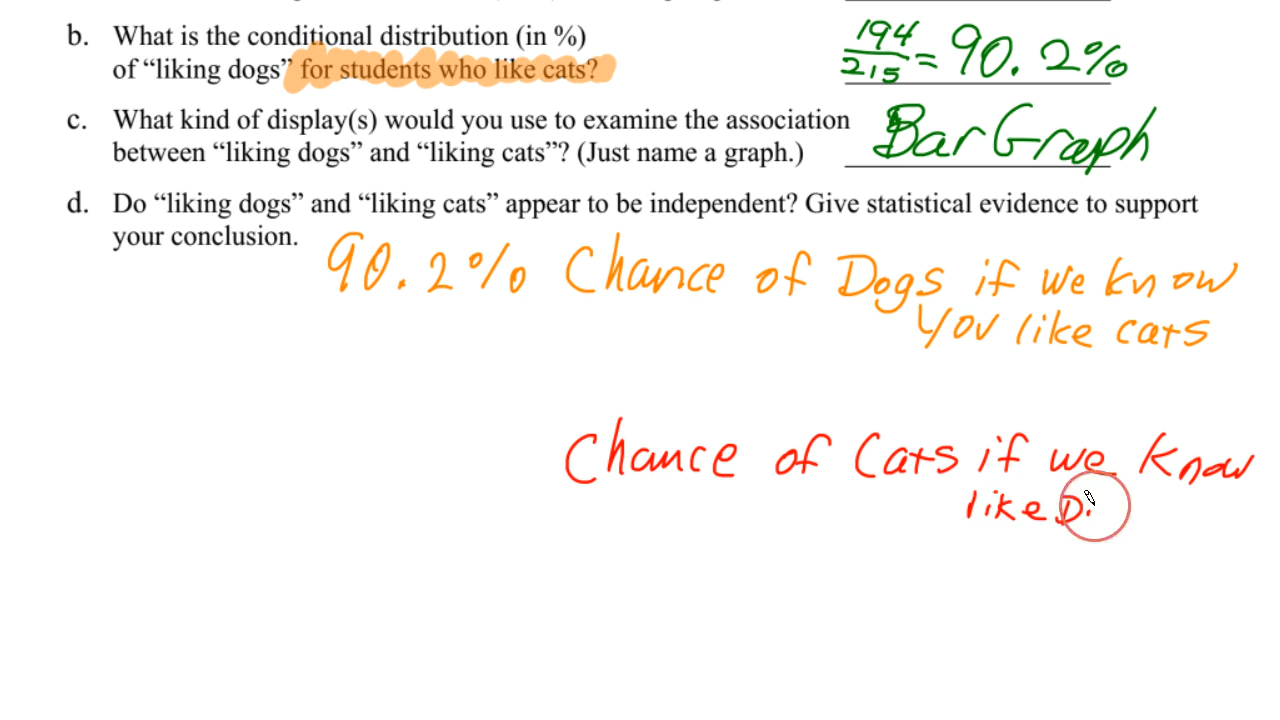 b. What is the conditional distribution (in %)
of “liking dogs” for students who like cats?
194/215 = 90.2%
c. What kind of display(s) would you use to examine the association
between “liking dogs” and “liking cats”? (Just name a graph.)
Bar Graph
d. Do “liking dogs” and “liking cats” appear to be independent? Give statistical evidence to support
your conclusion.
90.2% Chance of Dogs if we know
you like cats
Chance of Cats if we know
like D